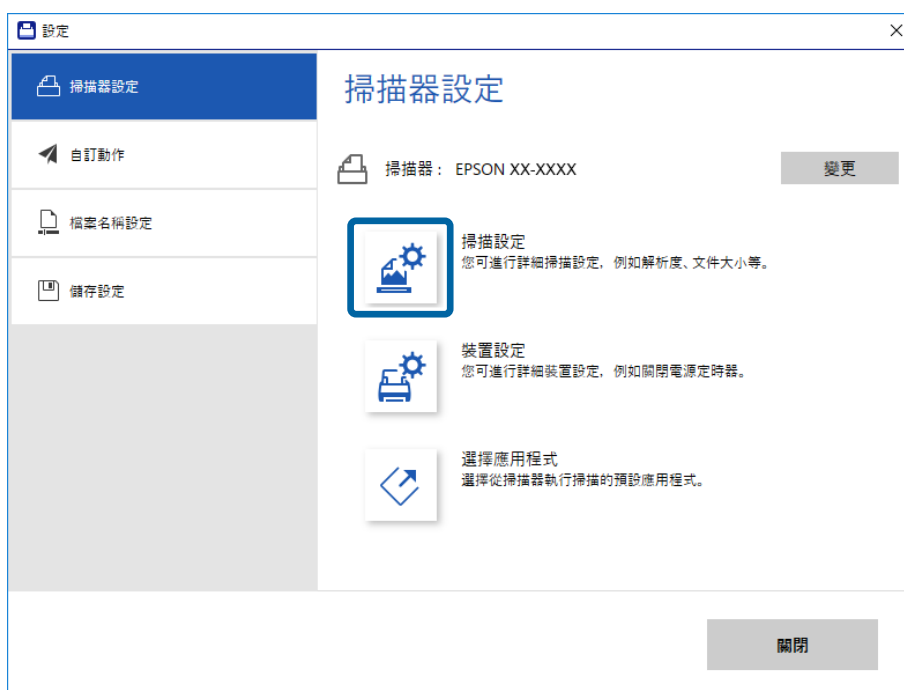 設定
掃描器設定
自訂動作
檔案名稱設定
儲存設定
掃描器設定
掃描器： EPSON XX-XXXX
變更
掃描設定
您可進行詳細掃描設定，例如解析度、文件大小等。
裝置設定
您可進行詳細裝置設定，例如關閉電源定時器。
選擇應用程式
選擇從掃描器執行掃描的預設應用程式。
關閉